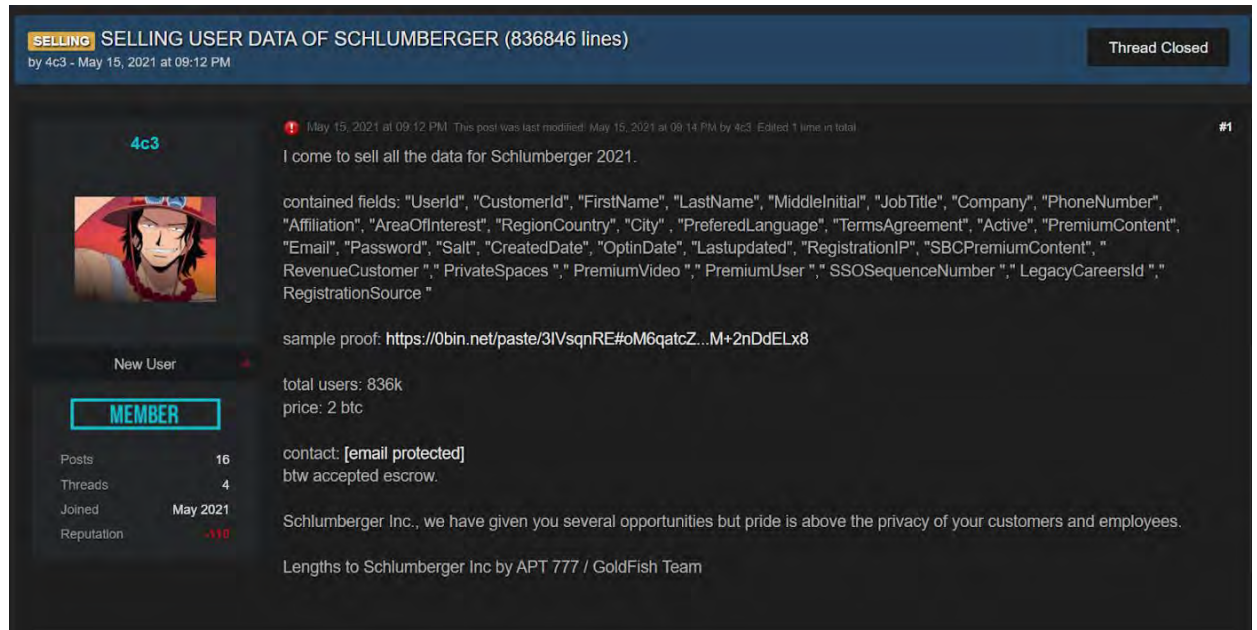 SELLING SELLING USER DATA OF SCHLUMBERGER (836846 lines)
by 4c3 - May 15, 2021 at 09:12 PM
Thread Closed
4c3
New User
MEMBER
Posts 16
Threads 4
Joined May 2021
Reputation -110
May 15, 2021 at 09:12 PM This post was last modified: May 15, 2021 at 09:14 PM by 4c3. Edited 1 time in total.
#1
I come to sell all the data for Schlumberger 2021.
contained fields: "UserId", "CustomerId", "FirstName", "LastName", "MiddleInitial", "JobTitle", "Company", "PhoneNumber",
"Affiliation", "AreaOfInterest", "RegionCountry", "City" , "PreferedLanguage", "TermsAgreement", "Active", "PremiumContent",
"Email", "Password", "Salt", "CreatedDate", "OptinDate", "Lastupdated", "RegistrationIP", "SBCPremiumContent", "
RevenueCustomer "," PrivateSpaces "," PremiumVideo "," PremiumUser "," SSOSequenceNumber "," LegacyCareersId ","
RegistrationSource "
sample proof: https://0bin.net/paste/3IVsqnRE#oM6qatcZ...M+2nDdELx8
total users: 836k
price: 2 btc
contact: [email protected]
btw accepted escrow.
Schlumberger Inc., we have given you several opportunities but pride is above the privacy of your customers and employees.
Lengths to Schlumberger Inc by APT 777 / GoldFish Team